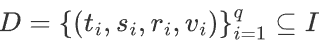 D = {(t_i, s_i, r_i, v_i)}_{i=1}^q ⊆ I